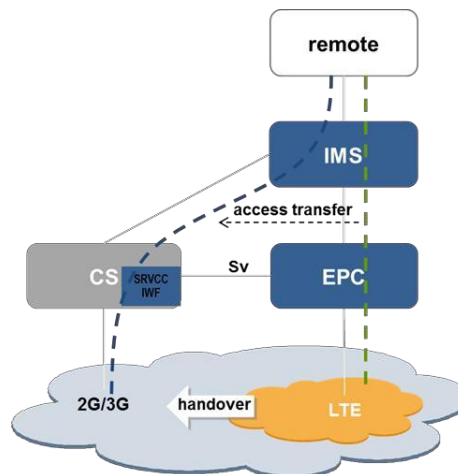 remote
IMS
access transfer
CS
SRVCC
IWF
Sv
EPC
2G/3G
handover
LTE